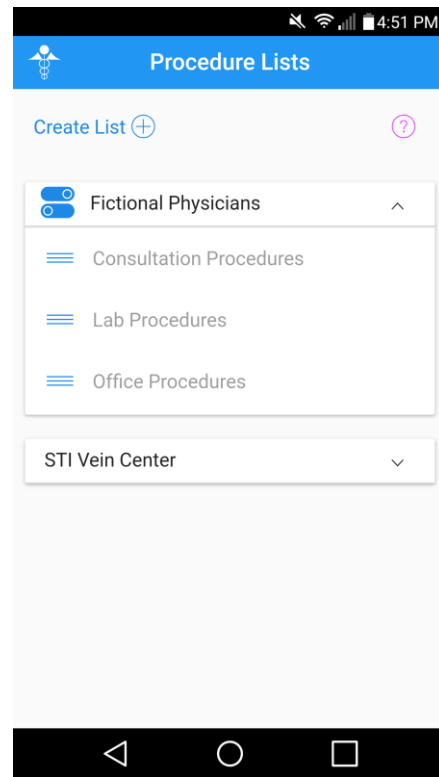 4:51 PM
Procedure Lists
Create List
?
Fictional Physicians
Consultation Procedures
Lab Procedures
Office Procedures
STI Vein Center